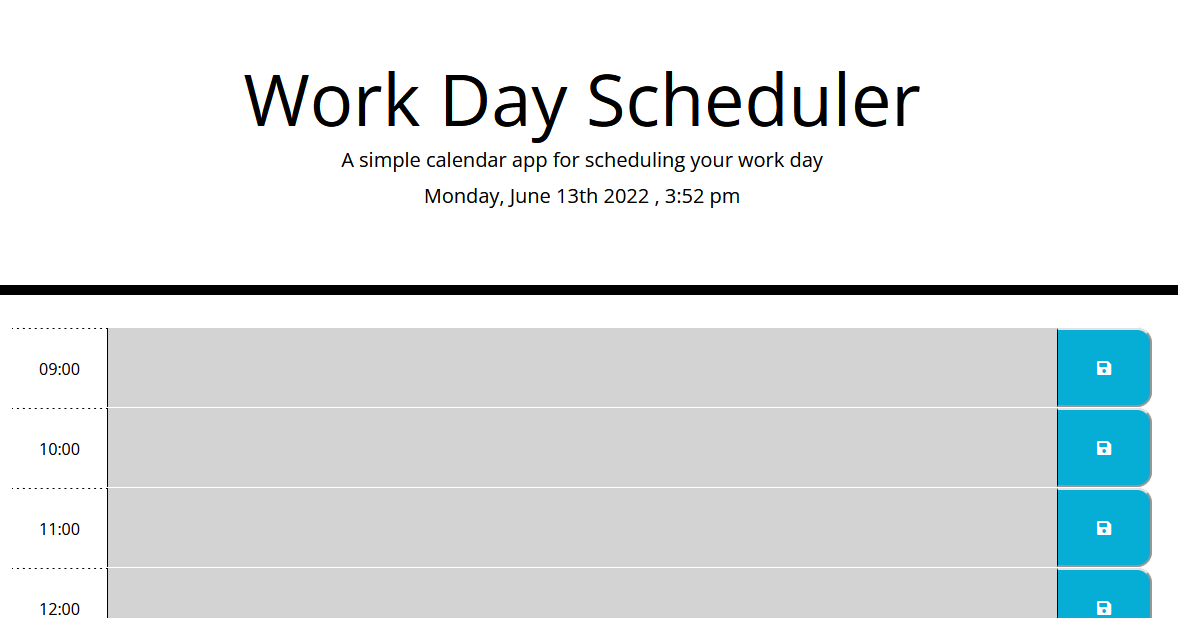 Work Day Scheduler
A simple calendar app for scheduling your work day
Monday, June 13th 2022 , 3:52 pm
09:00
10:00
11:00
12:00